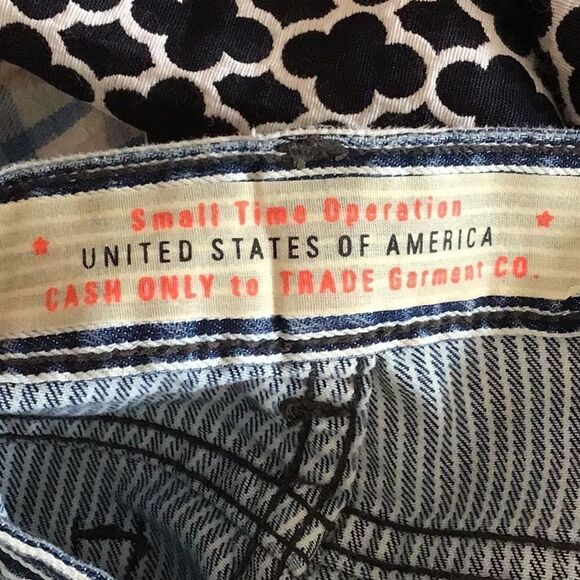 Small Time Operation
UNITED STATES OF AMERICA
CASH ONLY to TRADE Garment CO.